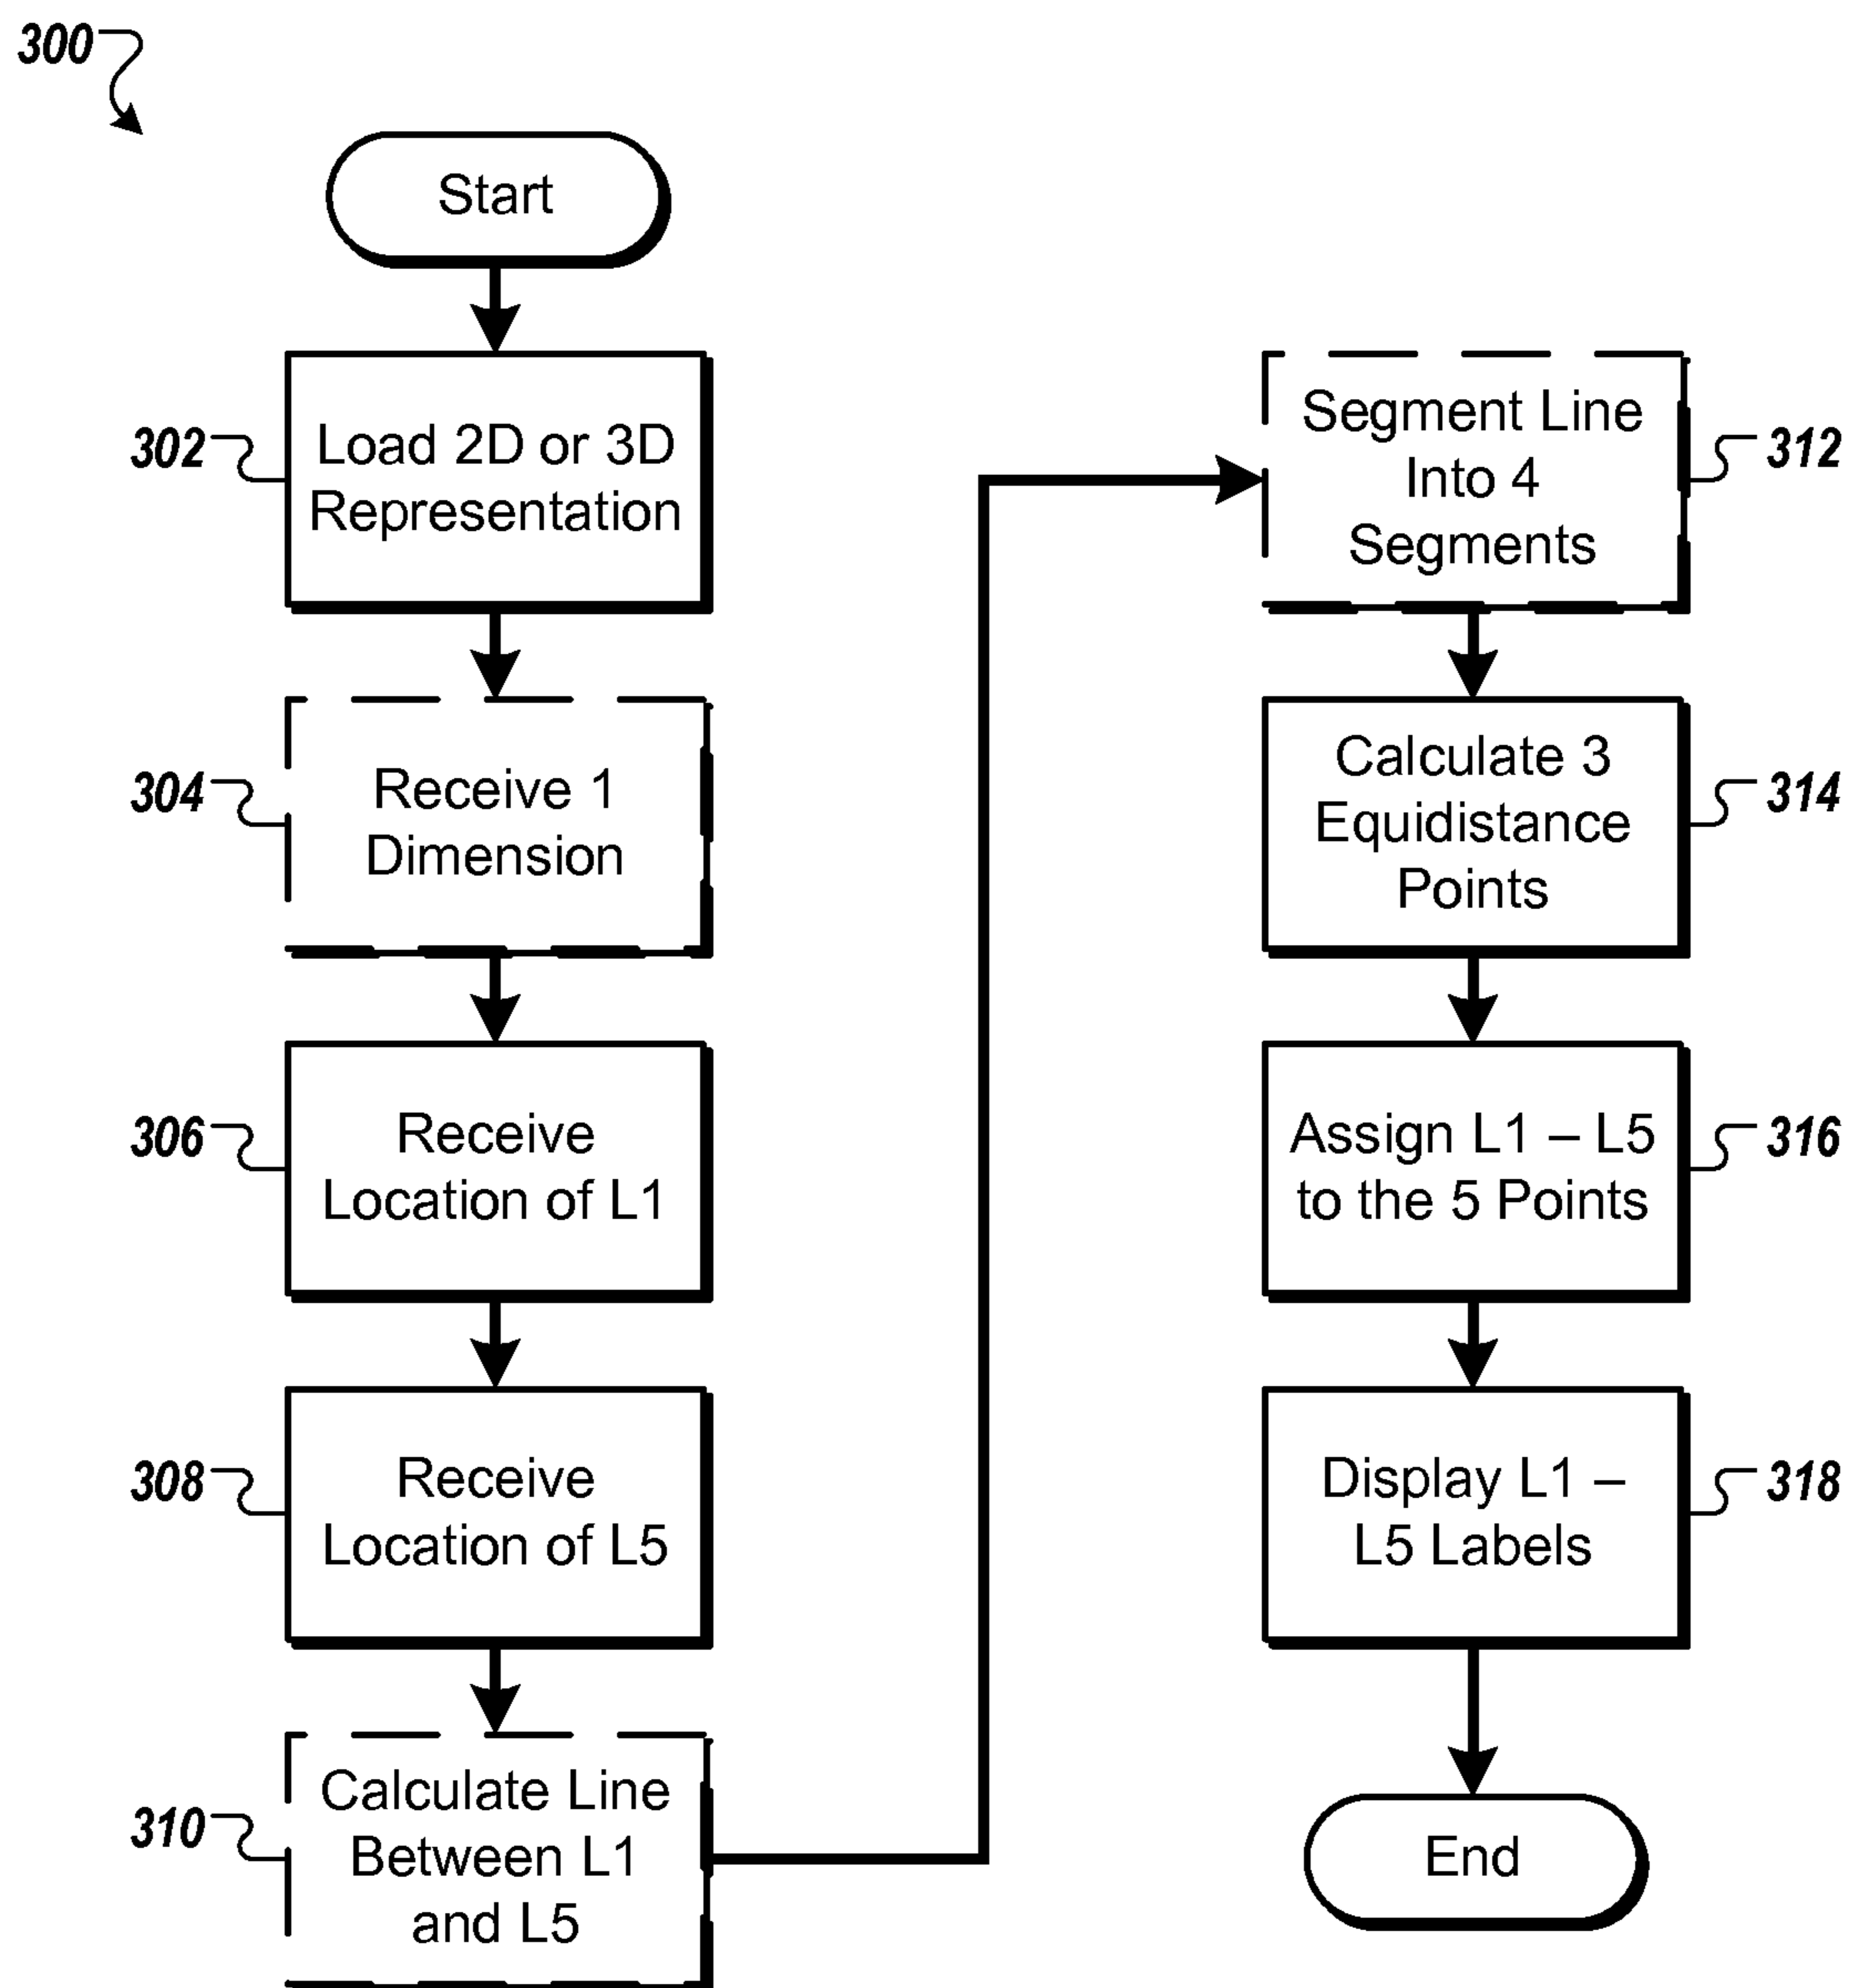 300
Start
302
Load 2D or 3D
Representation
304
Receive 1
Dimension
306
Receive
Location of L1
308
Receive
Location of L5
310
Calculate Line
Between L1
and L5
312
Segment Line
Into 4
Segments
314
Calculate 3
Equidistance
Points
316
Assign L1 – L5
to the 5 Points
318
Display L1 –
L5 Labels
End